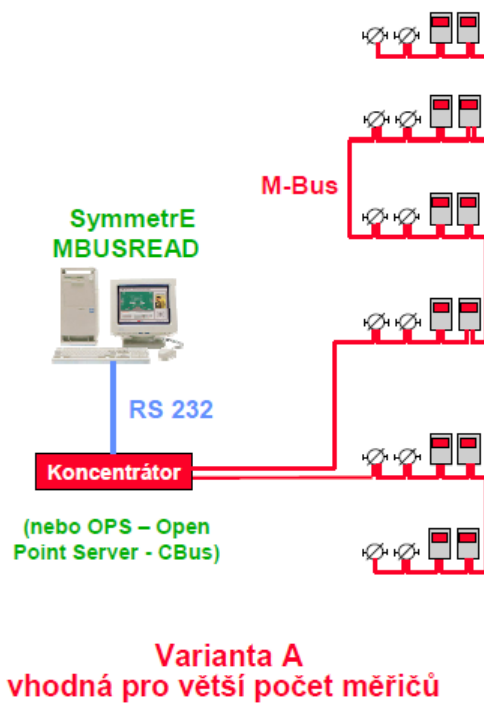 M-Bus
SymmetrE
MBUSREAD
RS 232
Koncentrátor
(nebo OPS – Open
Point Server - CBus)
Varianta A
vhodná pro větší počet měřičů